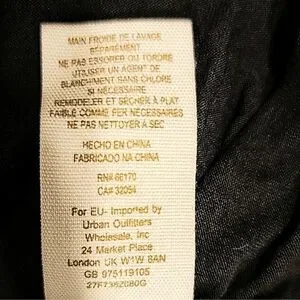 MAIN FROIDE DE LAVAGE
SÉPARÉMENT
NE PAS ESSORER OU TORDRE
UTILISER UN AGENT DE
BLANCHIMENT SANS CHLORE
SI NÉCESSAIRE
REMODELER ET SÉCHER À PLAT
FAIBLE COMME FER NÉCESSAIRES
NE PAS NETTOYER À SEC
HECHO EN CHINA
FABRICADO NA CHINA
RN# 66170
CA# 32054
For EU- Imported by
Urban Outfitters
Wholesale, Inc
24 Market Place
London UK W1W 8AN
GB 975119105
27F7362080G